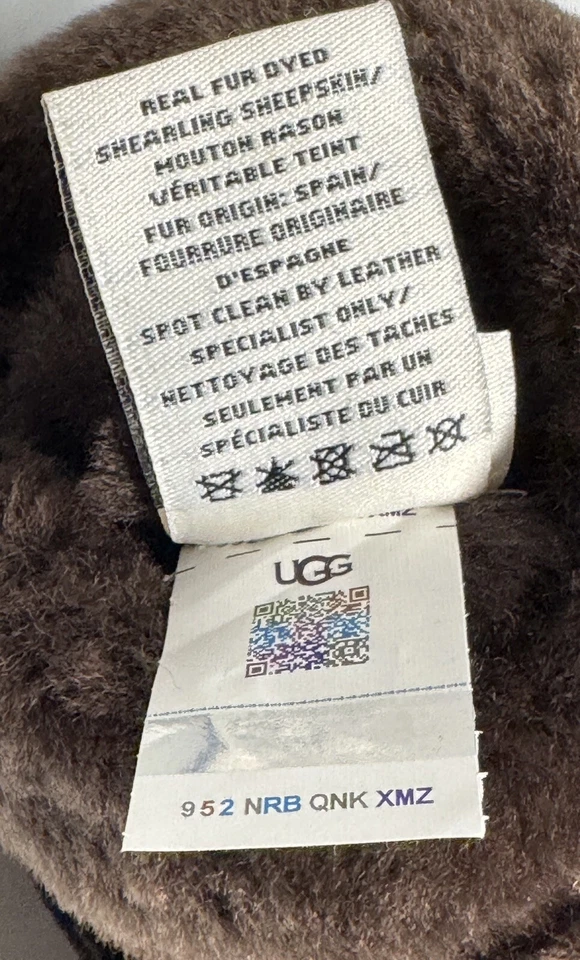 REAL FUR DYED
SHEARLING SHEEPSKIN/
MOUTON RASON
VÉRITABLE TEINT
FUR ORIGIN: SPAIN/
FOURRURE ORIGINAIRE
D'ESPAGNE
SPOT CLEAN BY LEATHER
SPECIALIST ONLY/
NETTOYAGE DES TACHES
SEULEMENT PAR UN
SPÉCIALISTE DU CUIR
XMZ
UGG
952 NRB QNK XMZ